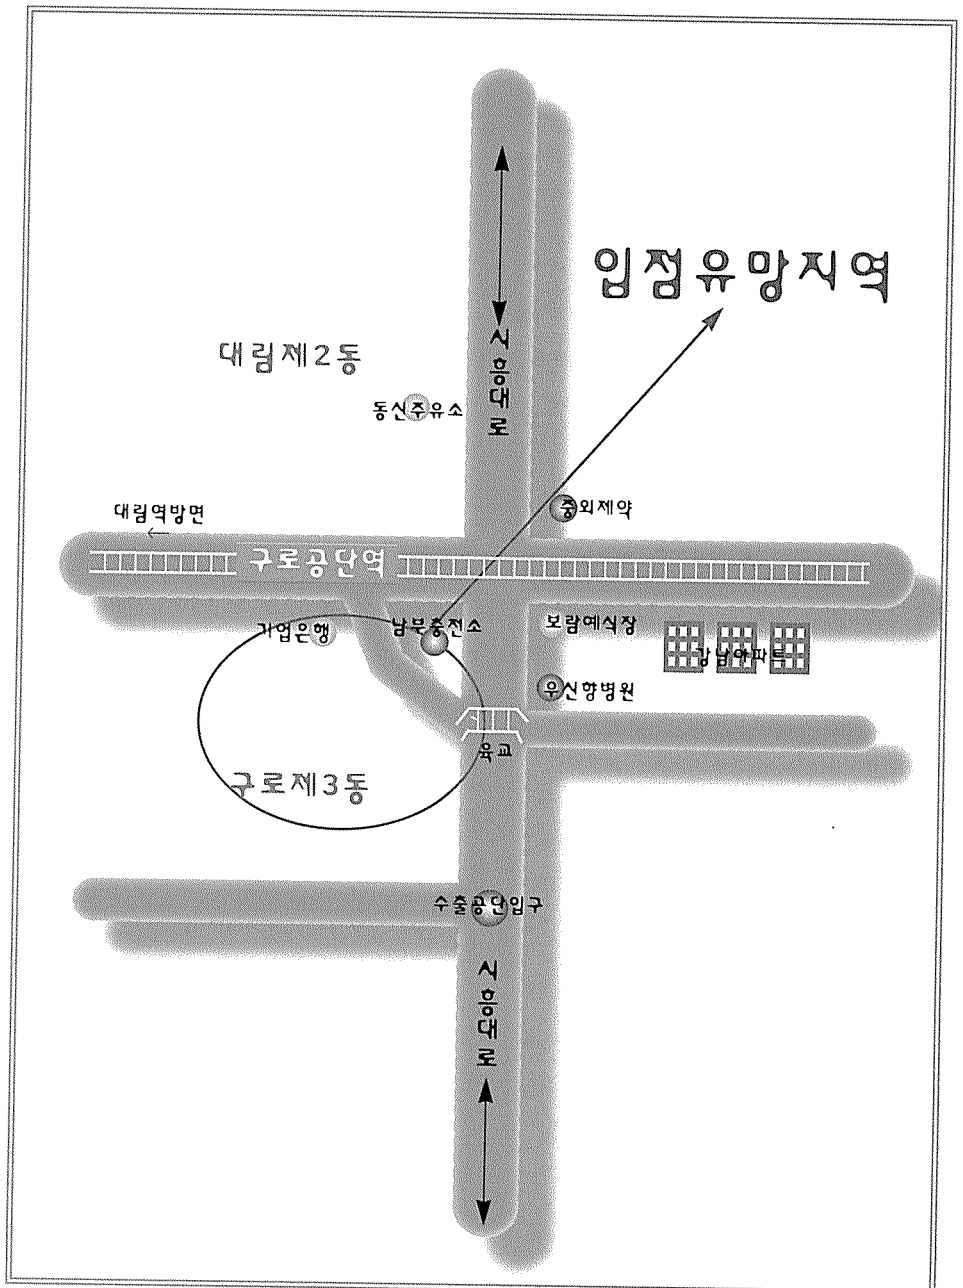 입점유망지역
시흥대로
대림제2동
동신주유소
중외제약
대림역방면
구로공단역
기업은행
남부충전소
보람예식장
강남아파트
우신향병원
육교
구로제3동
수출공단입구
시흥대로